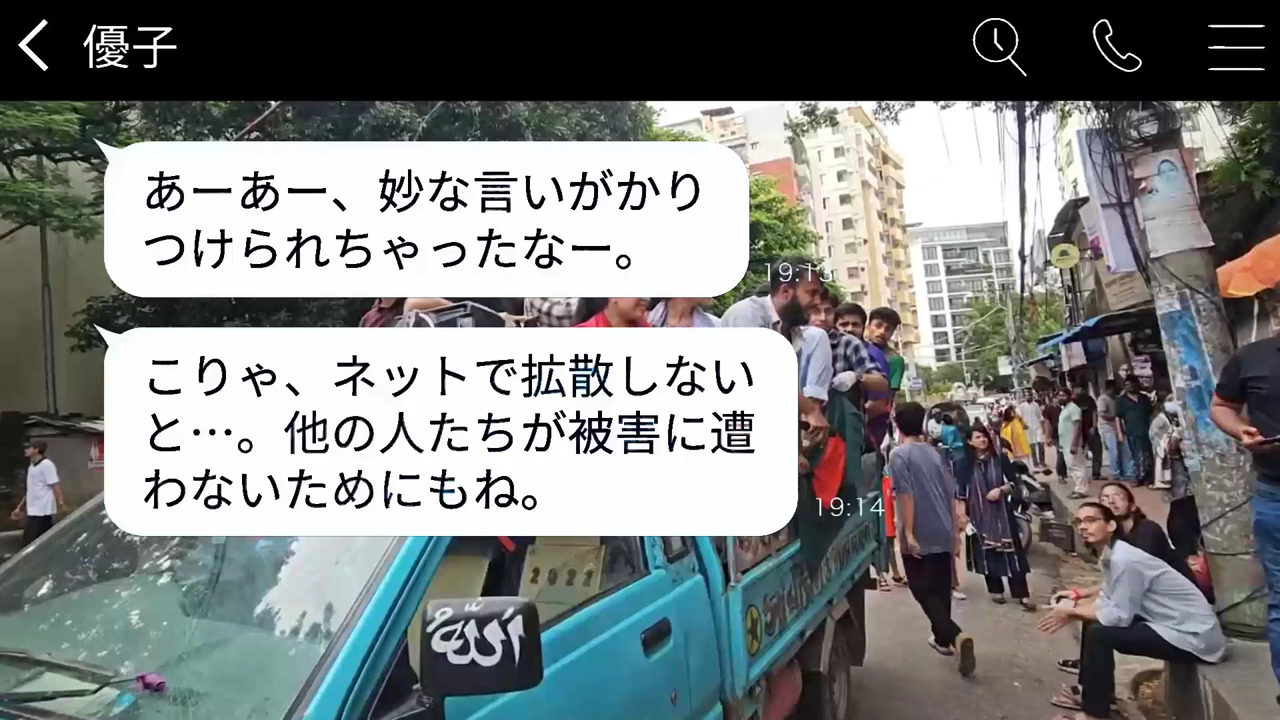 優子
あーあー、妙な言いがかり
つけられちゃったなー。
こりゃ、ネットで拡散しない
と…。他の人たちが被害に遭
わないためにもね。
19:14
2022
الله